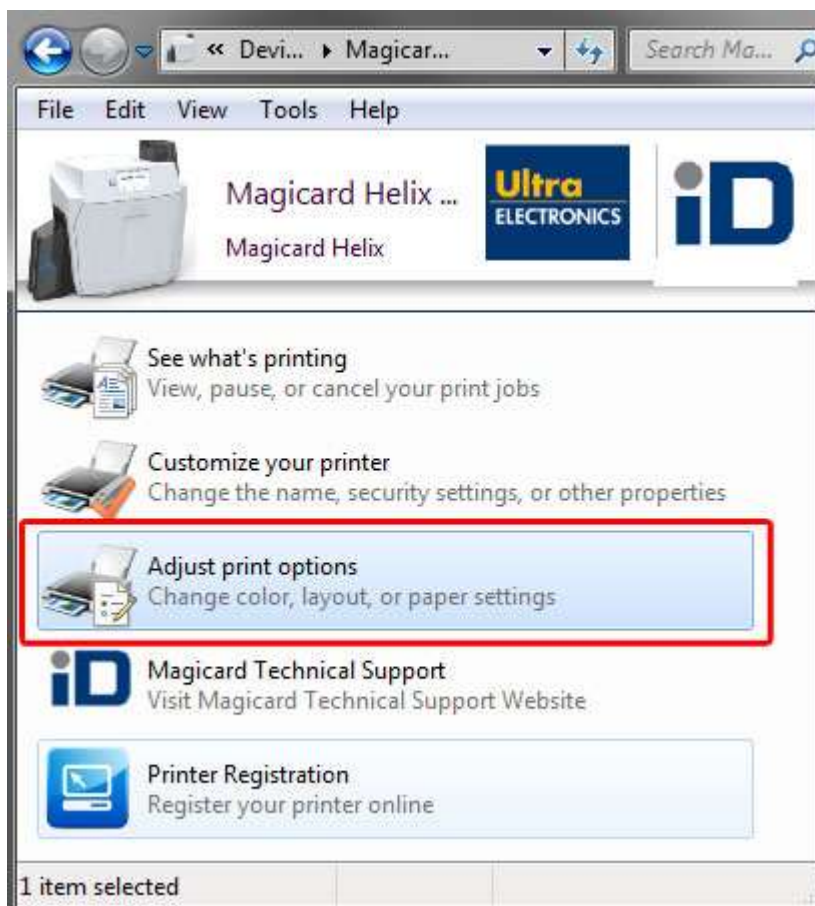 « Devi... ▸ Magicar... Search Ma...
File Edit View Tools Help
Magicard Helix ...
Magicard Helix
Ultra
ELECTRONICS
iD
See what's printing
View, pause, or cancel your print jobs
Customize your printer
Change the name, security settings, or other properties
Adjust print options
Change color, layout, or paper settings
iD
Magicard Technical Support
Visit Magicard Technical Support Website
Printer Registration
Register your printer online
1 item selected